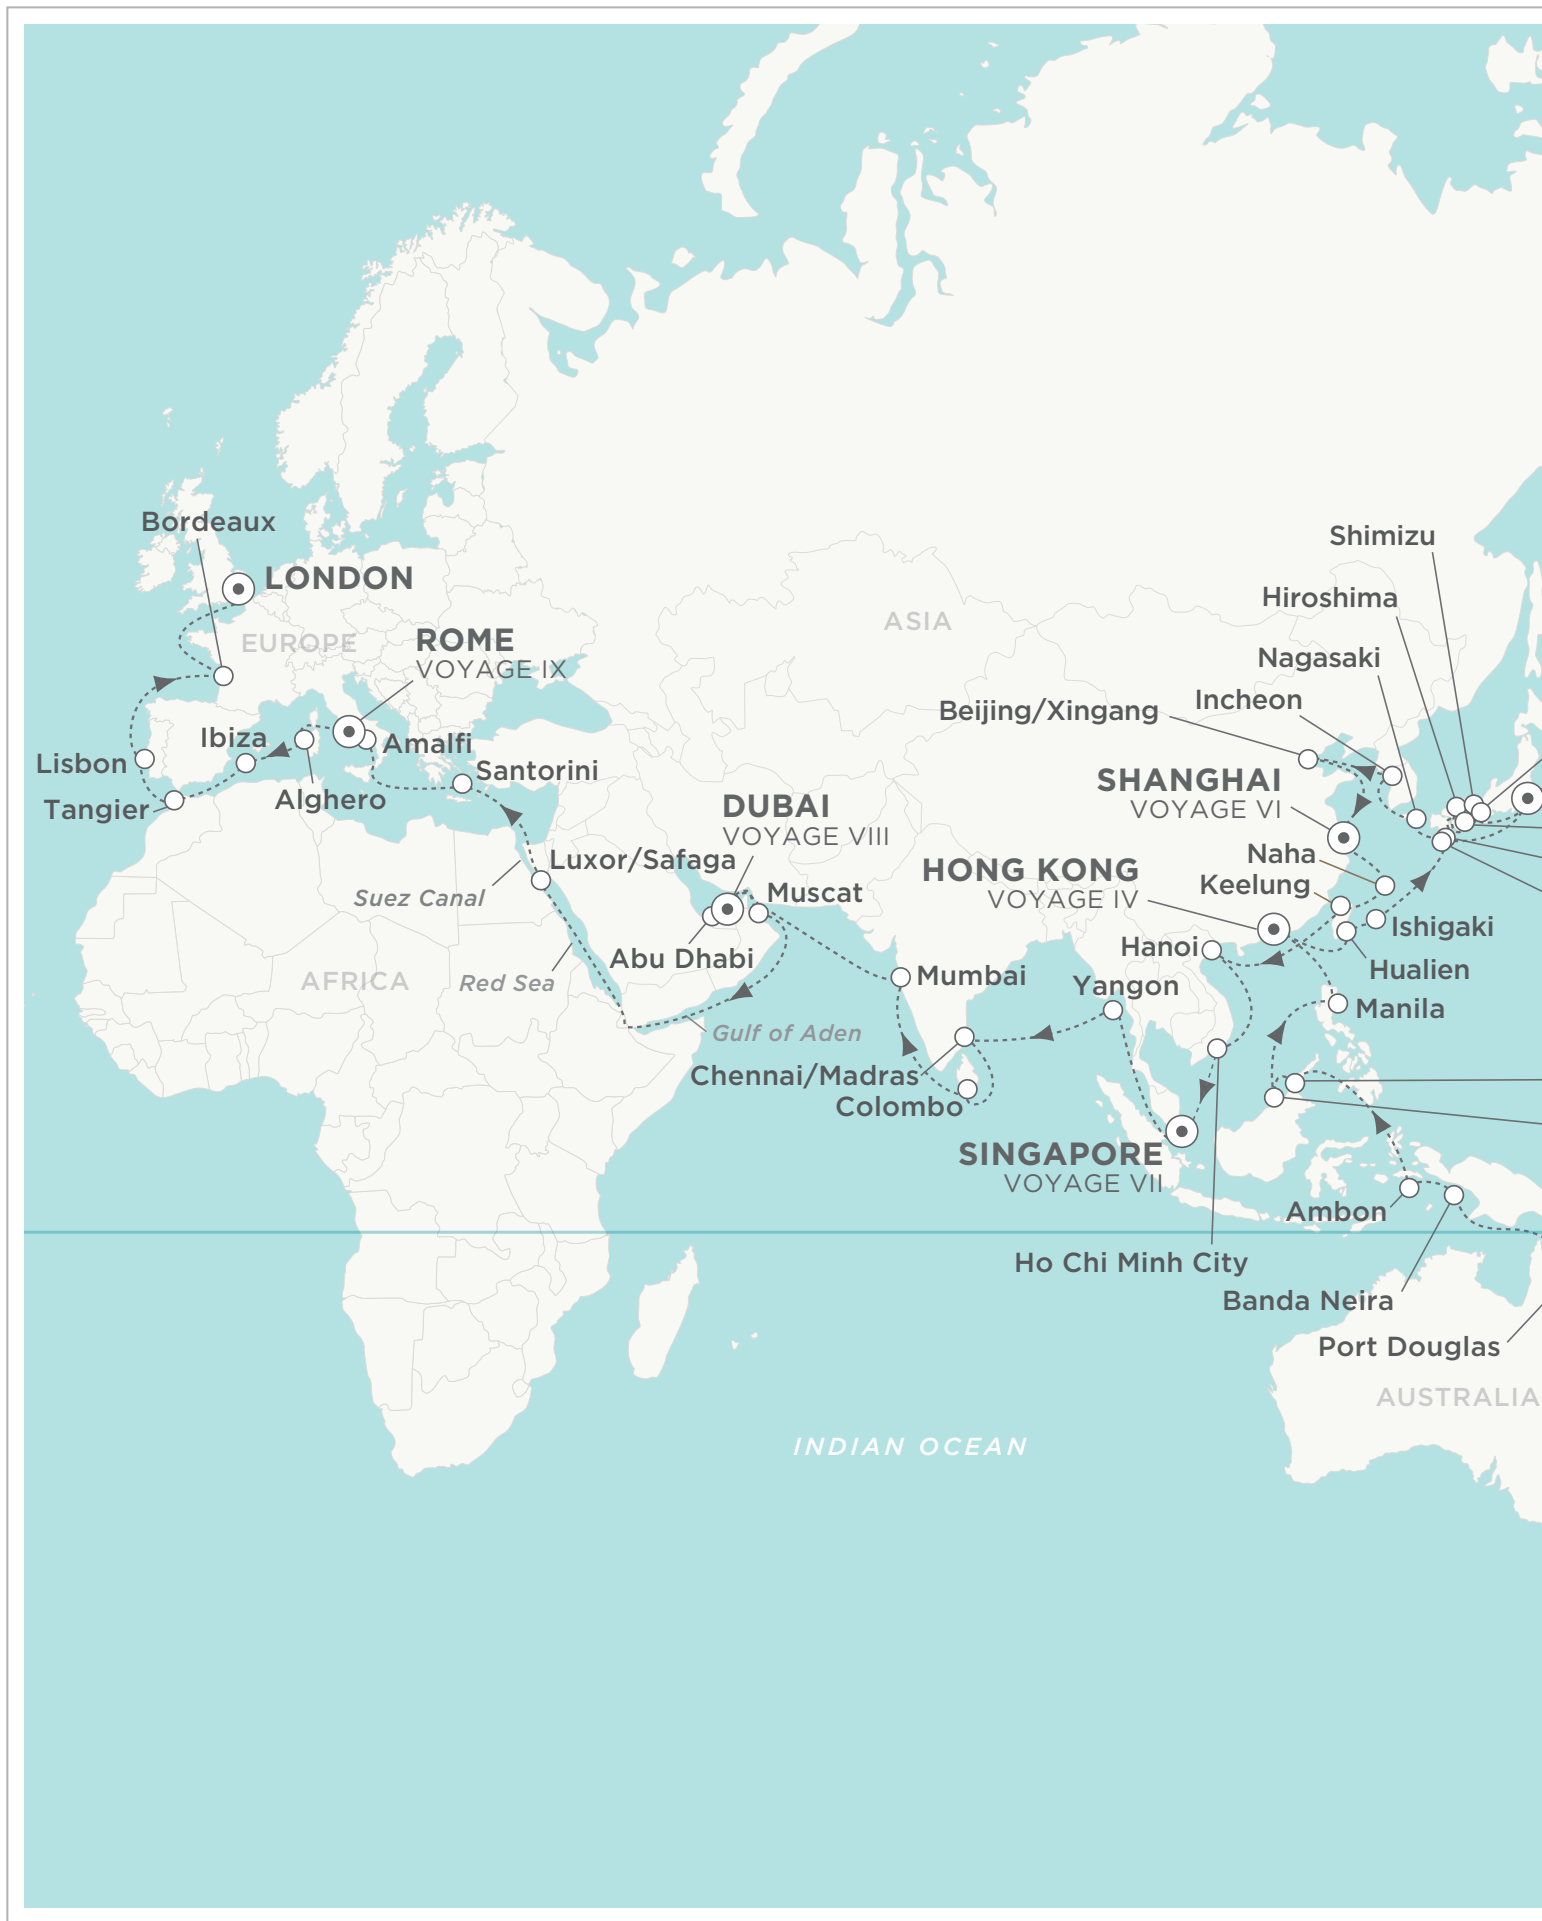 Bordeaux
LONDON
EUROPE
ROME
VOYAGE IX
Ibiza
Lisbon
Tangier
Alghero
Amalfi
Santorini
DUBAI
VOYAGE VIII
Luxor/Safaga
Suez Canal
Muscat
Abu Dhabi
AFRICA
Red Sea
Gulf of Aden
ASIA
Shimizu
Hiroshima
Nagasaki
Incheon
Beijing/Xingang
SHANGHAI
VOYAGE VI
Naha
Keelung
HONG KONG
VOYAGE IV
Ishigaki
Hanoi
Hualien
Mumbai
Yangon
Manila
Chennai/Madras
Colombo
SINGAPORE
VOYAGE VII
Ambon
Ho Chi Minh City
Banda Neira
Port Douglas
AUSTRALIA
INDIAN OCEAN